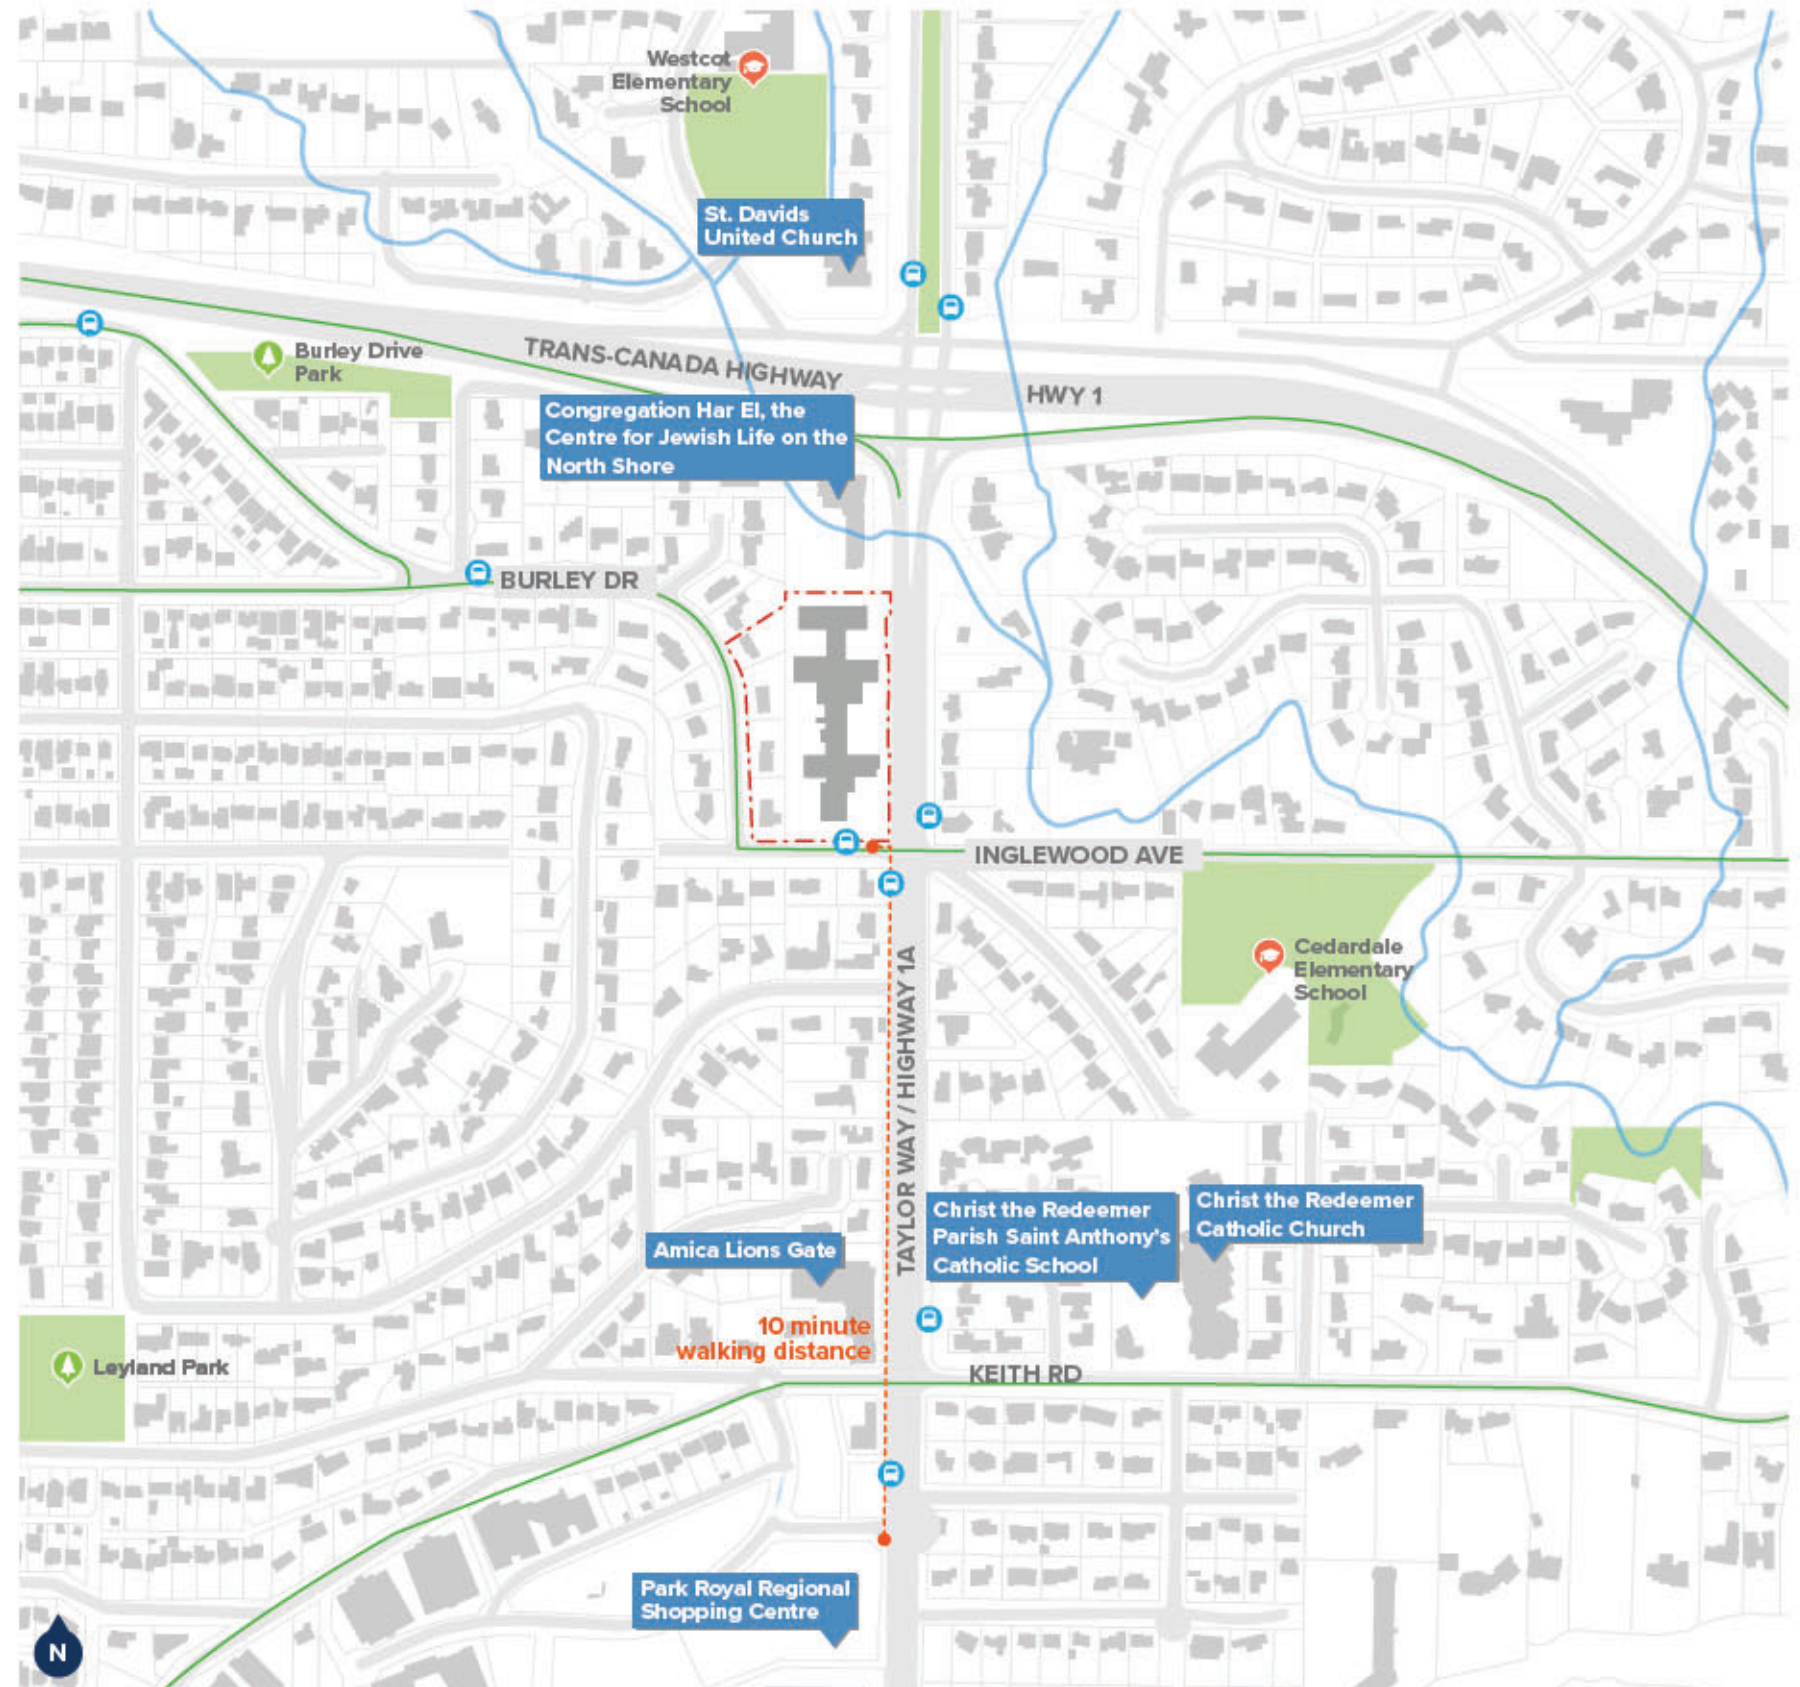 Westcot
Elementary
School
St. Davids
United Church
Burley Drive
Park
TRANS-CANADA HIGHWAY
HWY 1
Congregation Har El, the
Centre for Jewish Life on the
North Shore
BURLEY DR
INGLEWOOD AVE
Cedardale
Elementary
School
TAYLOR WAY / HIGHWAY 1A
Christ the Redeemer
Parish Saint Anthony's
Catholic School
Christ the Redeemer
Catholic Church
Amica Lions Gate
10 minute
walking distance
Leyland Park
KEITH RD
Park Royal Regional
Shopping Centre
N